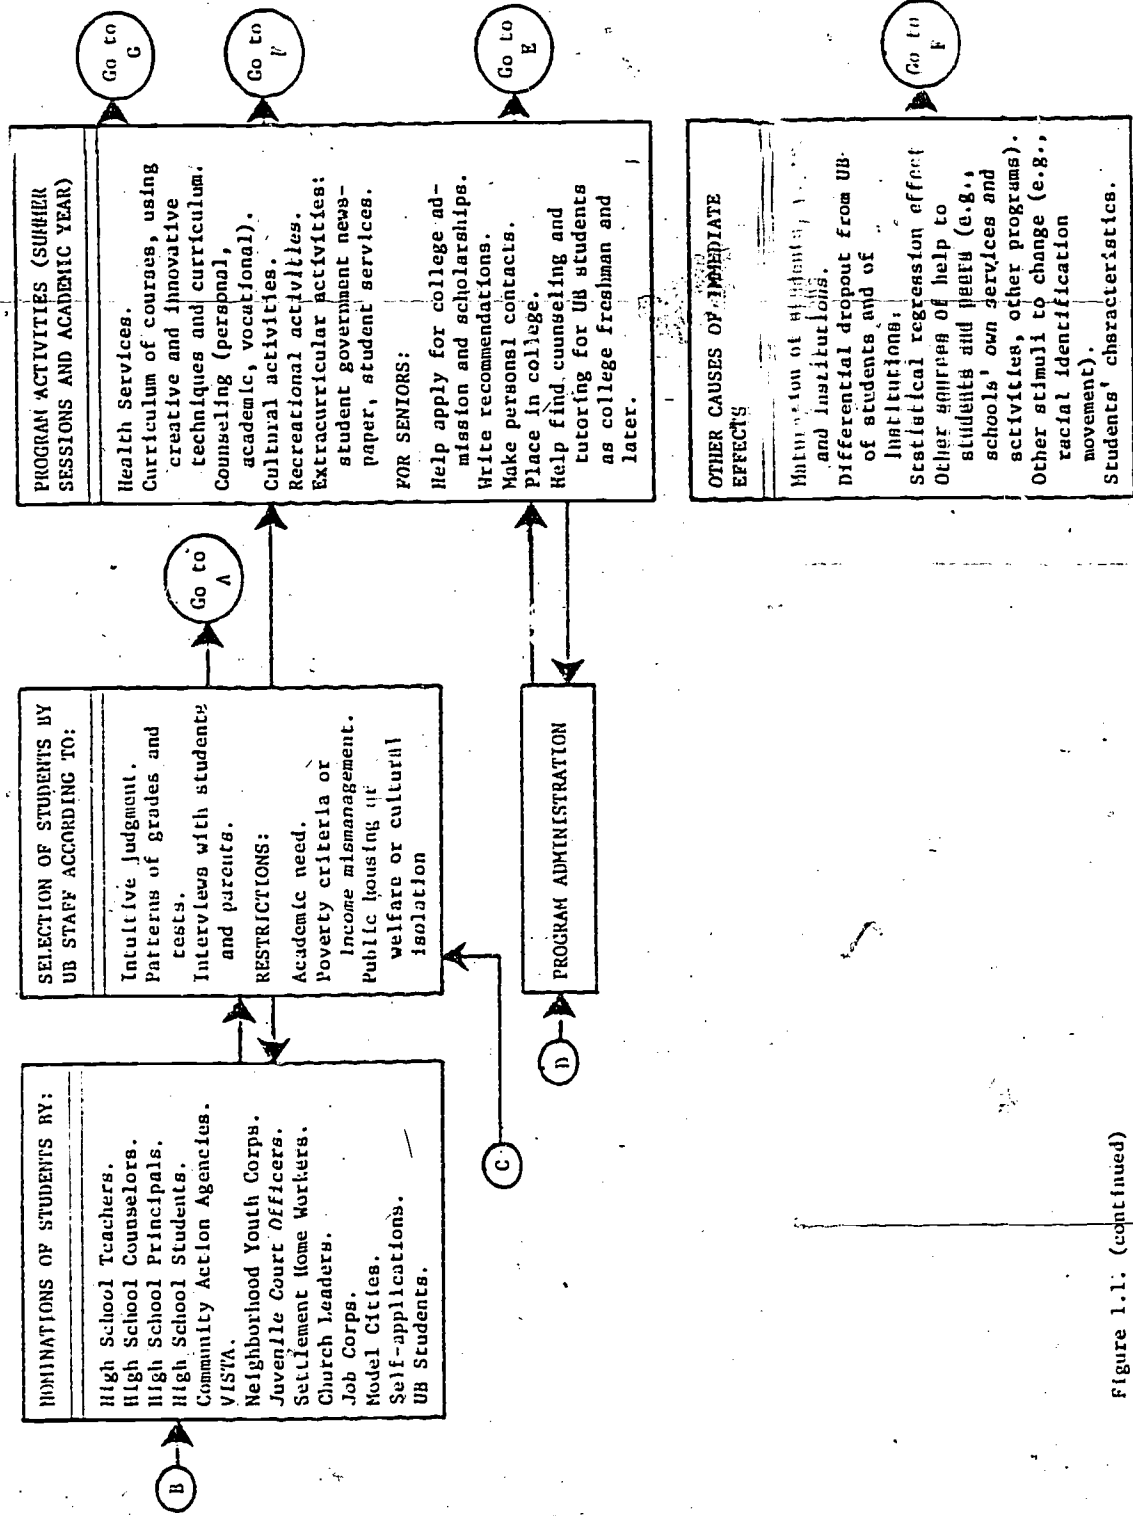 B
NOMINATIONS OF STUDENTS BY:
High School Teachers.
High School Counselors.
High School Principals.
High School Students.
Community Action Agencies.
VISTA.
Neighborhood Youth Corps.
Juvenile Court Officers.
Settlement Home Workers.
Church Leaders.
Job Corps.
Model Cities.
Self-applications.
UB Students.
C
SELECTION OF STUDENTS BY
UB STAFF ACCORDING TO:
Intuitive judgment.
Patterns of grades and
tests.
Interviews with students
and parents.
RESTRICTIONS:
Academic need.
Poverty criteria or
income mismanagement.
Public housing or
welfare or cultural
isolation
Go to
A
D
PROGRAM ADMINISTRATION
PROGRAM ACTIVITIES (SUMMER
SESSIONS AND ACADEMIC YEAR)
Health Services.
Curriculum of courses, using
creative and innovative
techniques and curriculum.
Counseling (personal,
academic, vocational).
Cultural activities.
Recreational activities.
Extracurricular activities:
student government news-
paper, student services.
FOR SENIORS:
Help apply for college ad-
mission and scholarships.
Write recommendations.
Make personal contacts.
Place in college.
Help find counseling and
tutoring for UB students
as college freshman and
later.
Go to
G
Go to
Go to
E
OTHER CAUSES OF IMMEDIATE
EFFECTS
Maturation of students,
and institutions.
Differential dropout from UB
of students and of
institutions.
Statistical regression effect
Other sources of help to
students and peers (e.g.,
schools' own services and
activities, other programs).
Other stimuli to change (e.g.,
racial identification
movement).
Students' characteristics.
Go to
F
Figure 1.1. (continued)